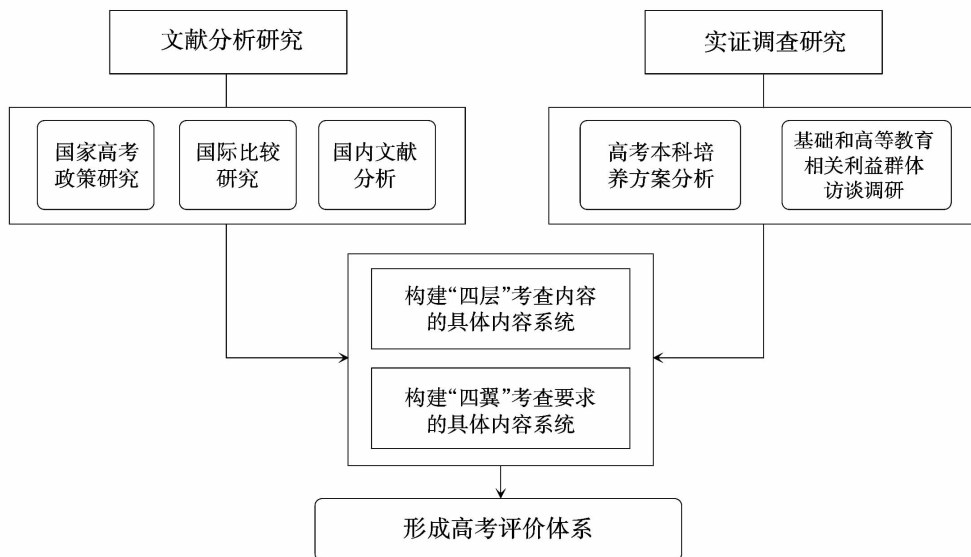 文献分析研究
实证调查研究
国家高考
政策研究
国际比较
研究
国内文献
分析
高考本科培
养方案分析
基础和高等教育
相关利益群体
访谈调研
构建“四层”考查内容
的具体内容系统
构建“四翼”考查要求
的具体内容系统
形成高考评价体系